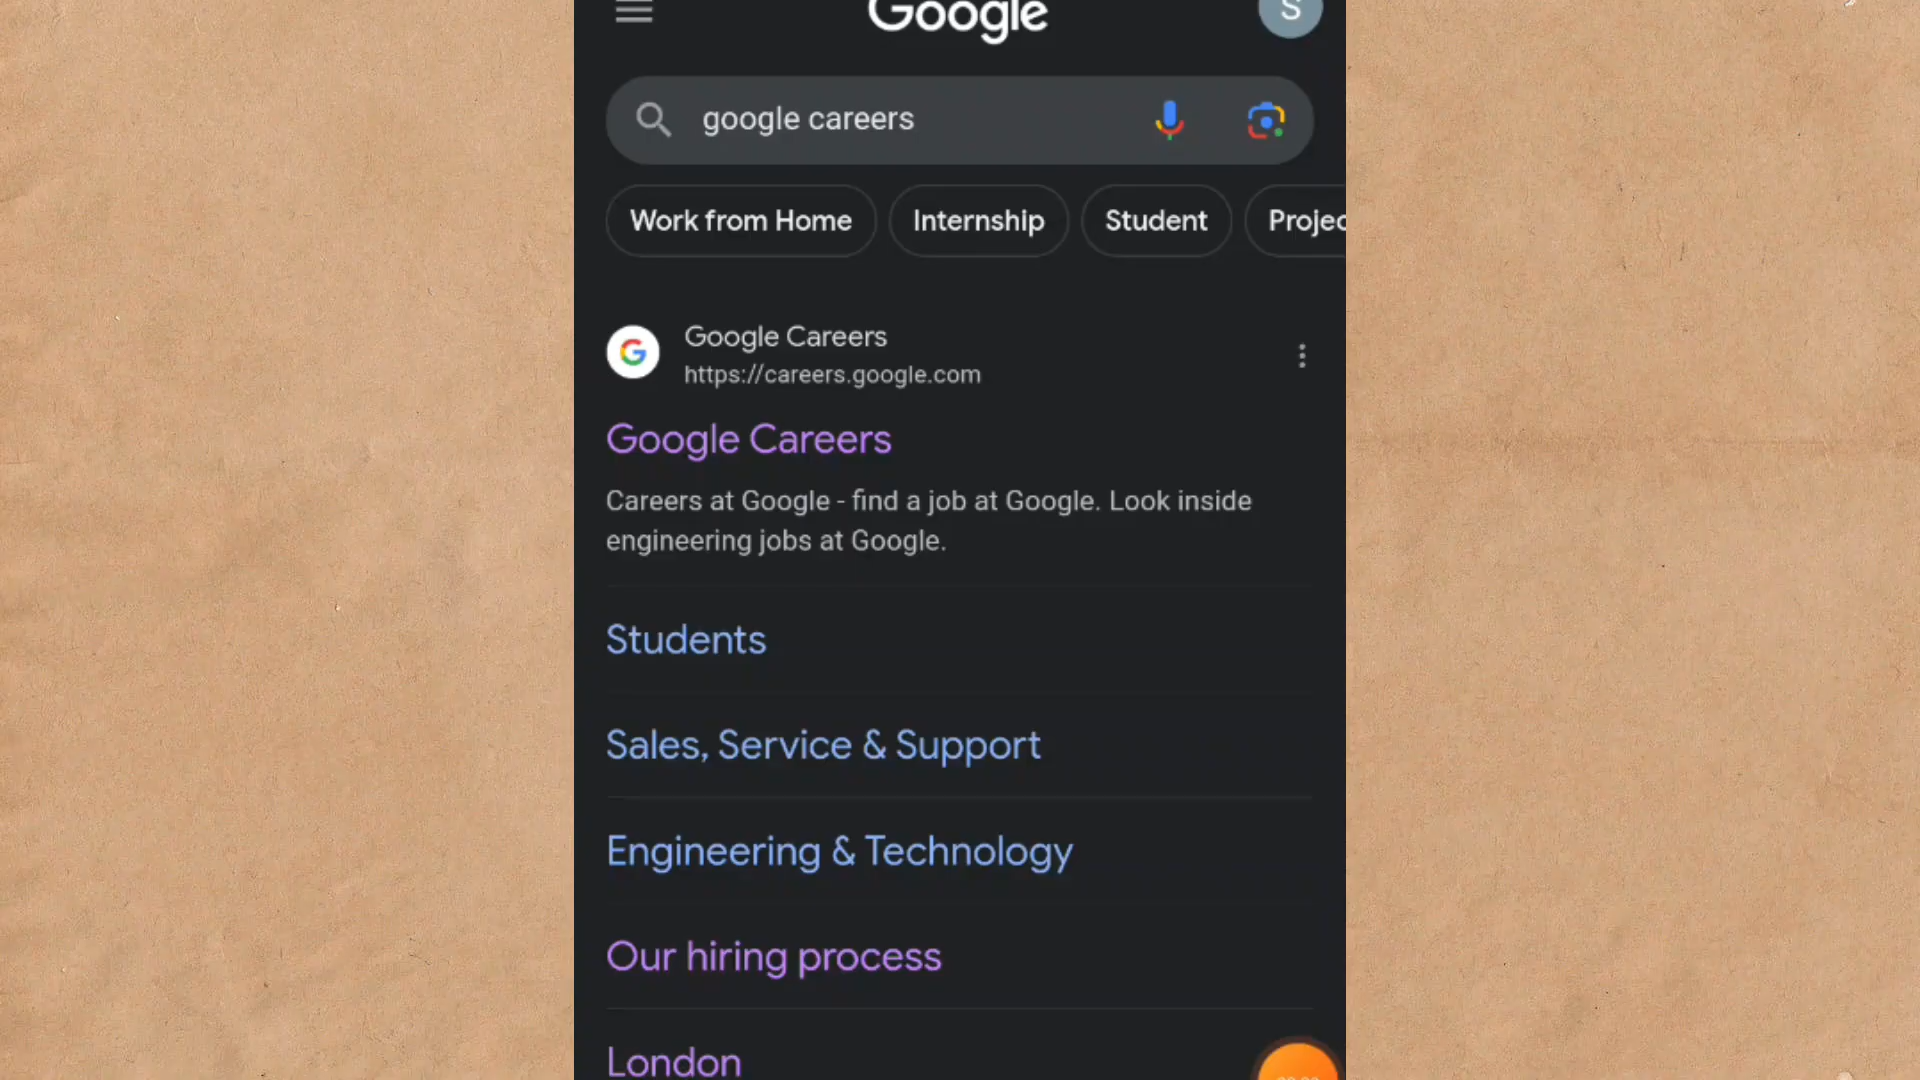 Google
S
google careers
Work from Home
Internship
Student
Projec
Google Careers
https://careers.google.com
Google Careers
Careers at Google - find a job at Google. Look inside
engineering jobs at Google.
Students
Sales, Service & Support
Engineering & Technology
Our hiring process
London